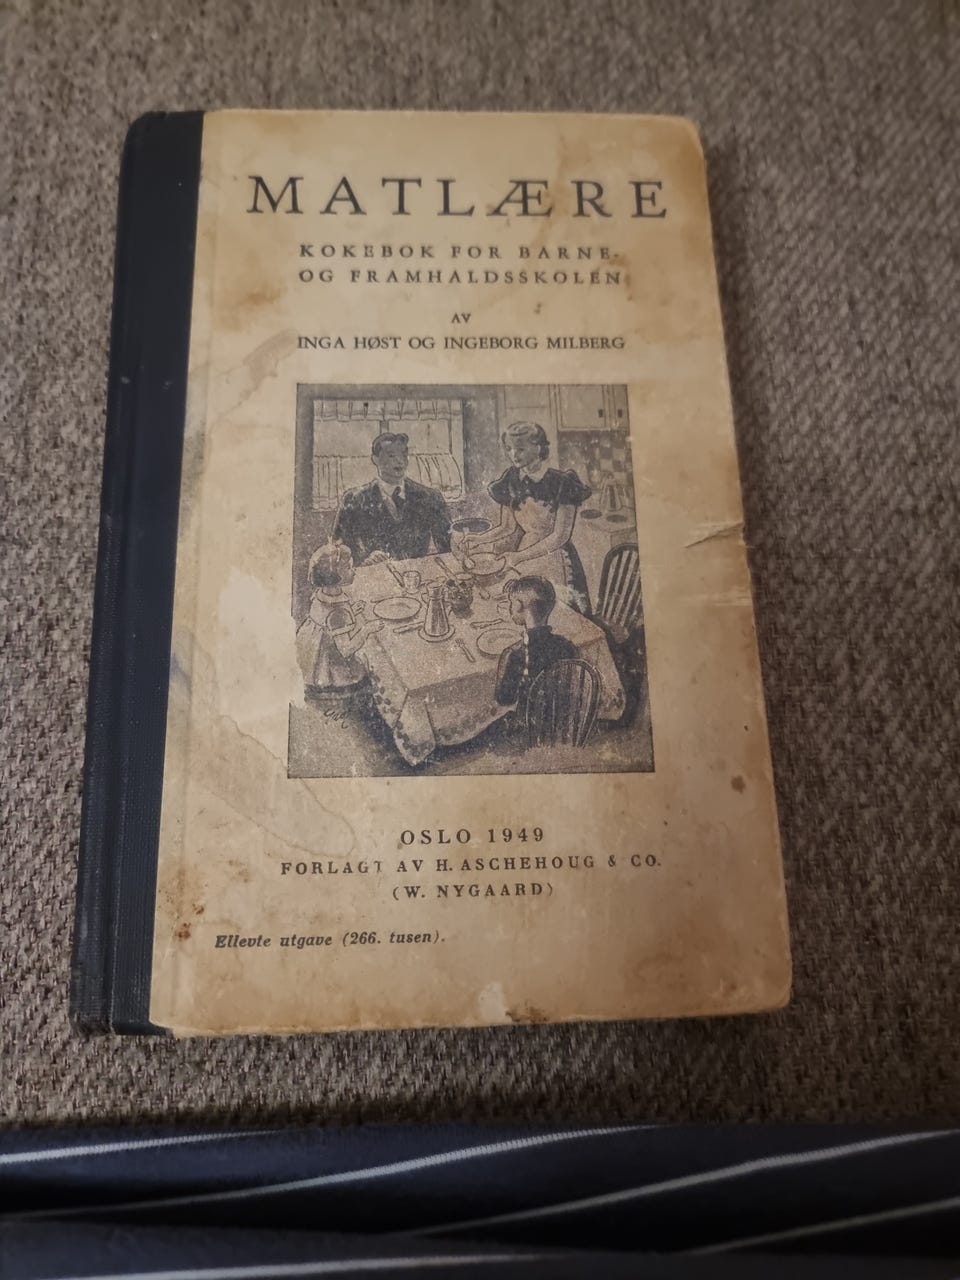 MATLÆRE
KOKEBOK FOR BARNE-
OG FRAMHALDSSKOLEN
AV
INGA HØST OG INGEBORG MILBERG
OSLO 1949
FORLAGT AV H. ASCHEHOUG & CO.
(W. NYGAARD)
Ellevte utgave (266. tusen).